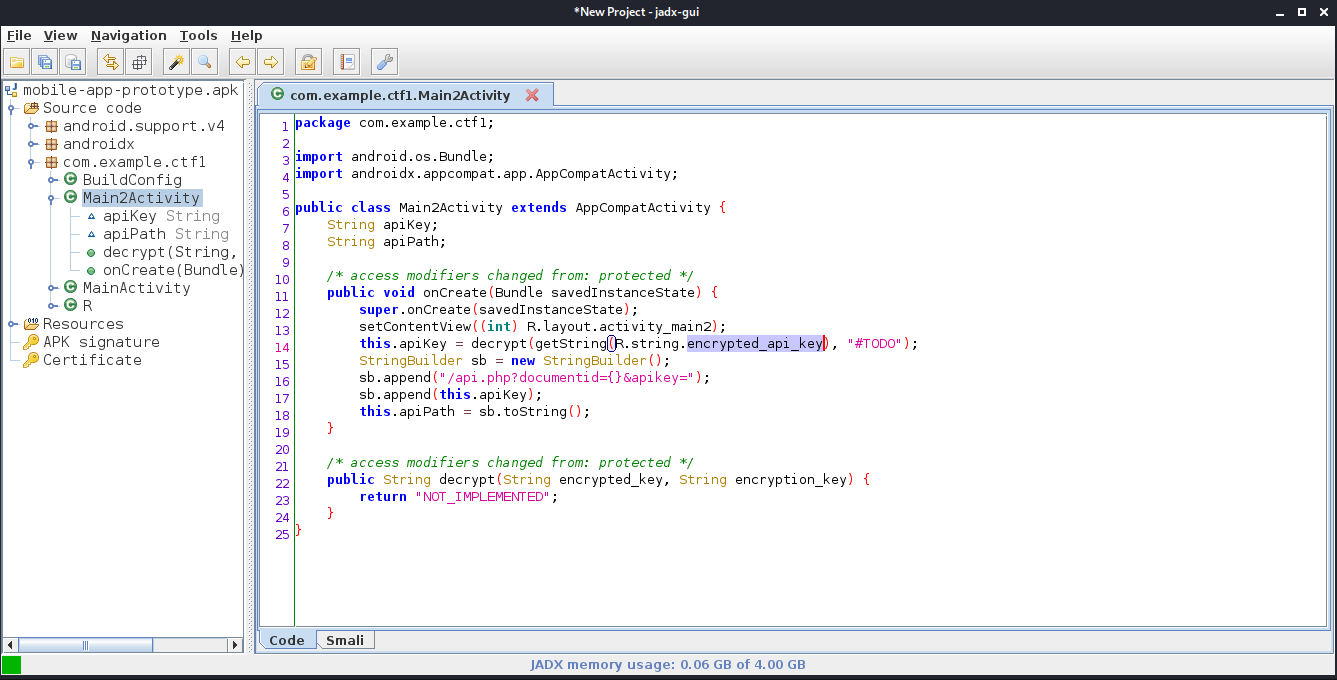 *New Project - jadx-gui
File View Navigation Tools Help
mobile-app-prototype.apk
Source code
android.support.v4
androidx
com.example.ctf1
BuildConfig
Main2Activity
apiKey String
apiPath String
decrypt(String,
onCreate(Bundle)
MainActivity
R
Resources
APK signature
Certificate
com.example.ctf1.Main2Activity
1 package com.example.ctf1;
2
3 import android.os.Bundle;
4 import androidx.appcompat.app.AppCompatActivity;
5
6 public class Main2Activity extends AppCompatActivity {
7     String apiKey;
8     String apiPath;
9
10     /* access modifiers changed from: protected */
11     public void onCreate(Bundle savedInstanceState) {
12         super.onCreate(savedInstanceState);
13         setContentView((int) R.layout.activity_main2);
14         this.apiKey = decrypt(getString(R.string.encrypted_api_key), "#TODO");
15         StringBuilder sb = new StringBuilder();
16         sb.append("/api.php?documentid={}&apikey=");
17         sb.append(this.apiKey);
18         this.apiPath = sb.toString();
19     }
20
21     /* access modifiers changed from: protected */
22     public String decrypt(String encrypted_key, String encryption_key) {
23         return "NOT_IMPLEMENTED";
24     }
25 }
Code Smali
JADX memory usage: 0.06 GB of 4.00 GB